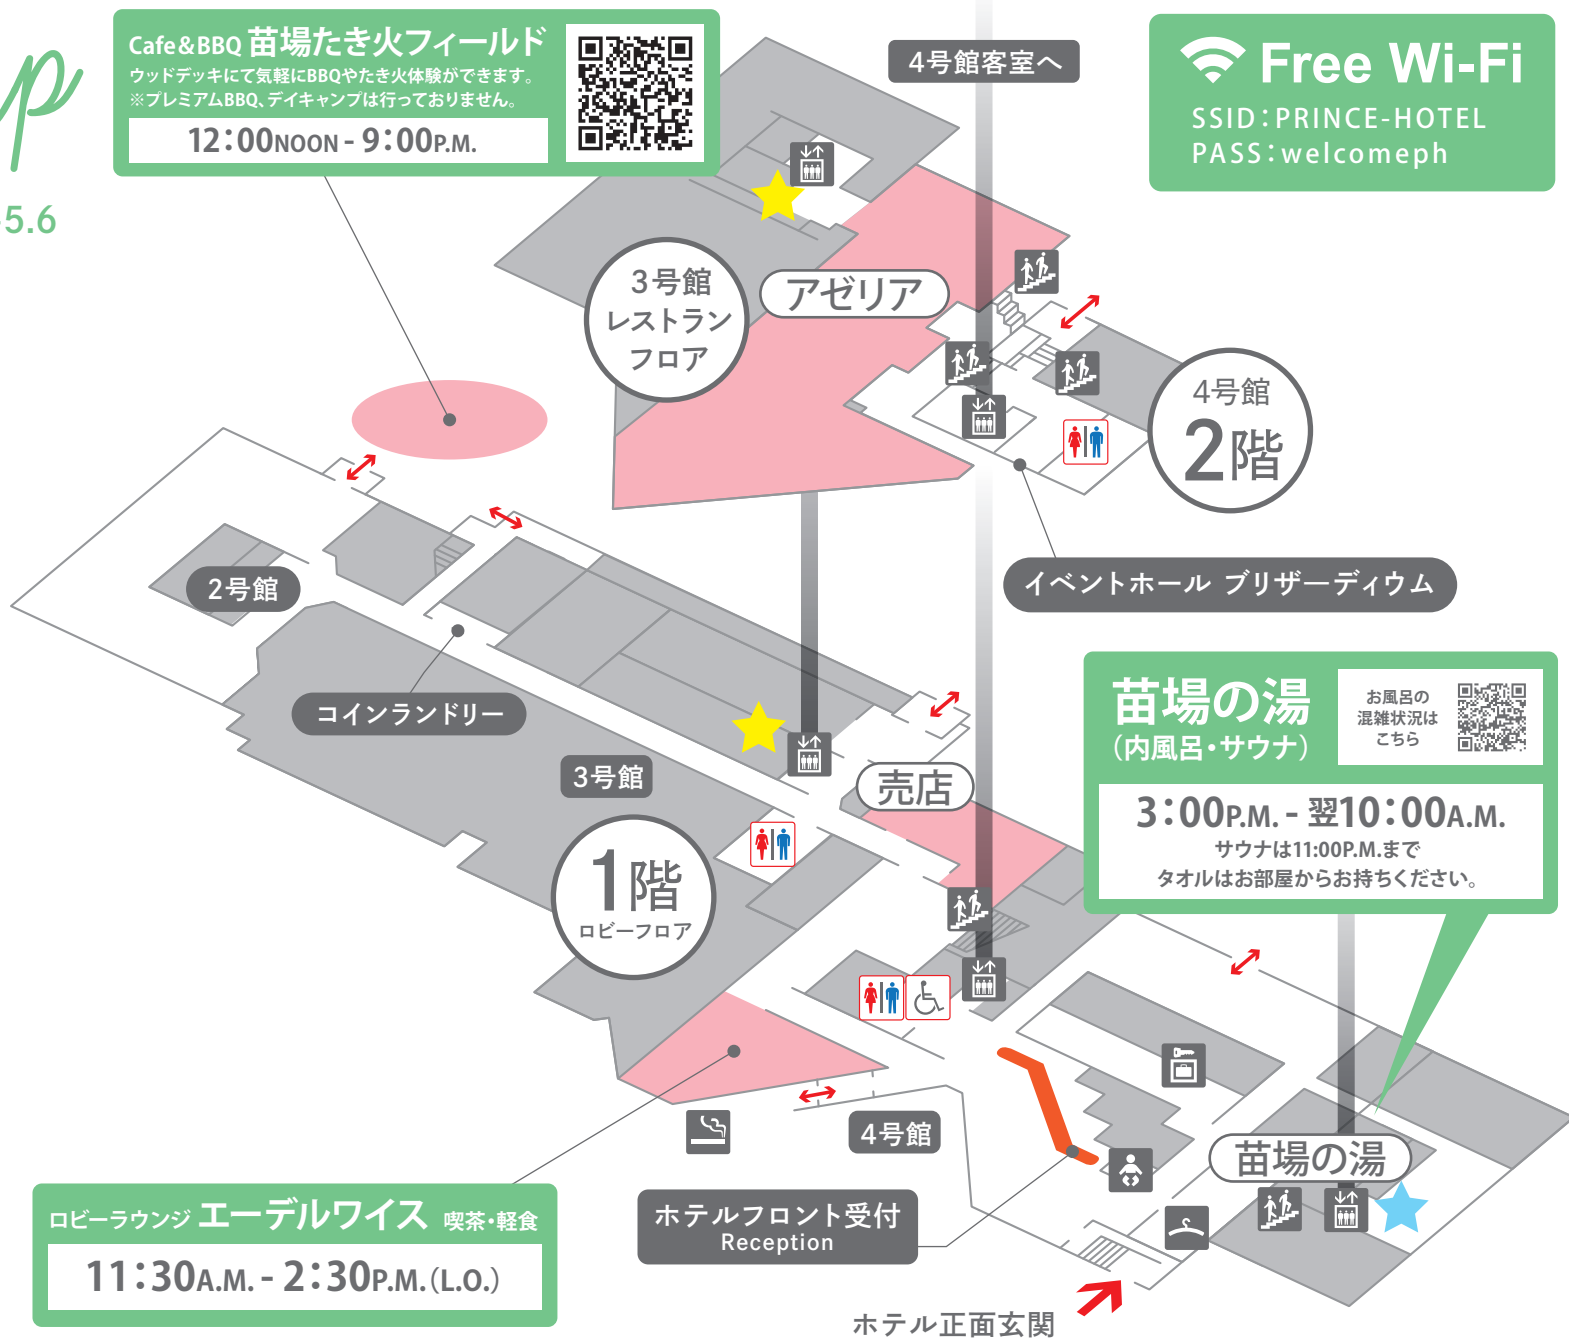 p
5.6
Cafe&BBQ 苗場たき火フィールド
ウッドデッキにて気軽にBBQやたき火体験ができます。
※プレミアムBBQ、デイキャンプは行っておりません。
12:00NOON - 9:00P.M.
4号館客室へ
Free Wi-Fi
SSID:PRINCE-HOTEL
PASS:welcomeph
3号館
レストラン
フロア
アゼリア
4号館
2階
イベントホール ブリザーディウム
2号館
コインランドリー
3号館
1階
ロビーフロア
売店
苗場の湯
(内風呂・サウナ)
お風呂の
混雑状況は
こちら
3:00P.M. - 翌10:00A.M.
サウナは11:00P.M.まで
タオルはお部屋からお持ちください。
4号館
苗場の湯
ホテルフロント受付
Reception
ロビーラウンジ エーデルワイス 喫茶・軽食
11:30A.M. - 2:30P.M.(L.O.)
ホテル正面玄関